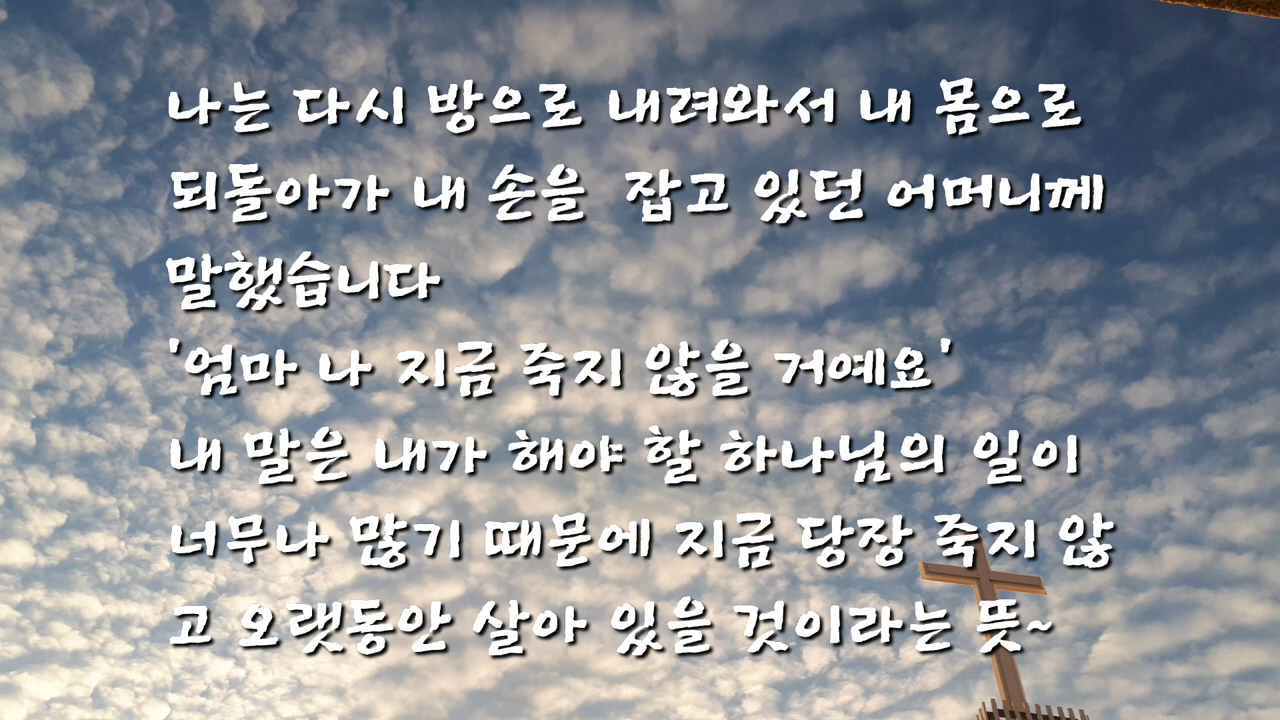 나는 다시 방으로 내려와서 내 몸으로
되돌아가 내 손을 잡고 있던 어머니께
말했습니다
'엄마 나 지금 죽지 않을 거예요'
내 말은 내가 해야 할 하나님의 일이
너무나 많기 때문에 지금 당장 죽지 않
고 오랫동안 살아 있을 것이라는 뜻~